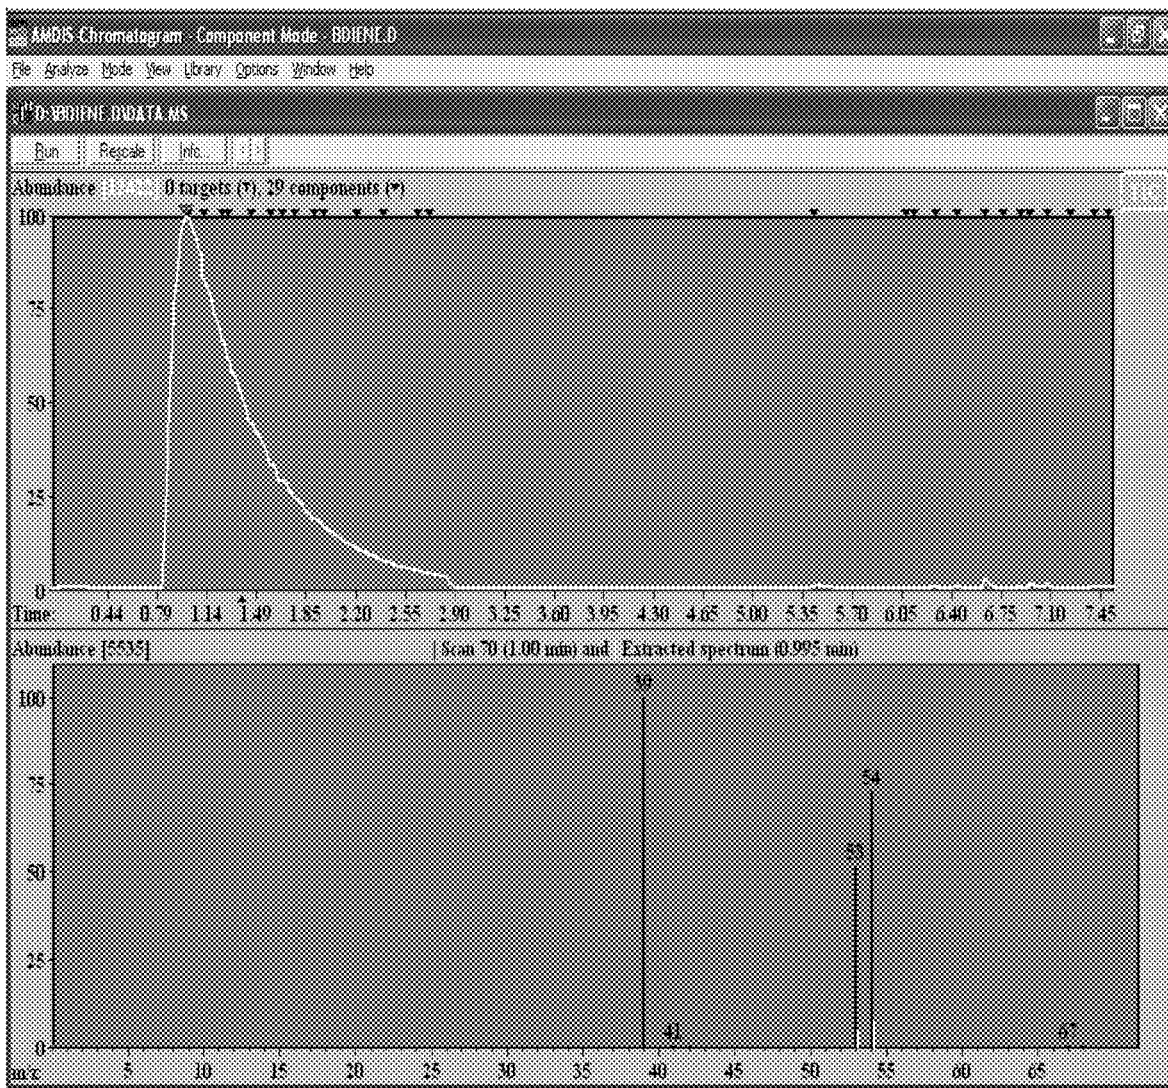 AMDIS Chromatogram - Component Mode - BDIENE.D
File Analyze Mode View Library Options Window Help
D:\BDIENE.D\DATA.MS
Run Rescale Info...
Abundance 0 targets (▼), 29 components (▼)
100
75
50
25
0
Time 0.44 0.79 1.14 1.49 1.85 2.20 2.55 2.90 3.25 3.60 3.95 4.30 4.65 5.00 5.35 5.70 6.05 6.40 6.75 7.10 7.45
Abundance [5535] | Scan 70 (1.00 min) and Extracted spectrum (0.995 min)
100
39
75
54
53
50
25
41 67
0
m/z 5 10 15 20 25 30 35 40 45 50 55 60 65